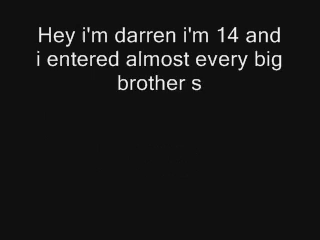 Hey i'm darren i'm 14 and
i entered almost every big
brother s